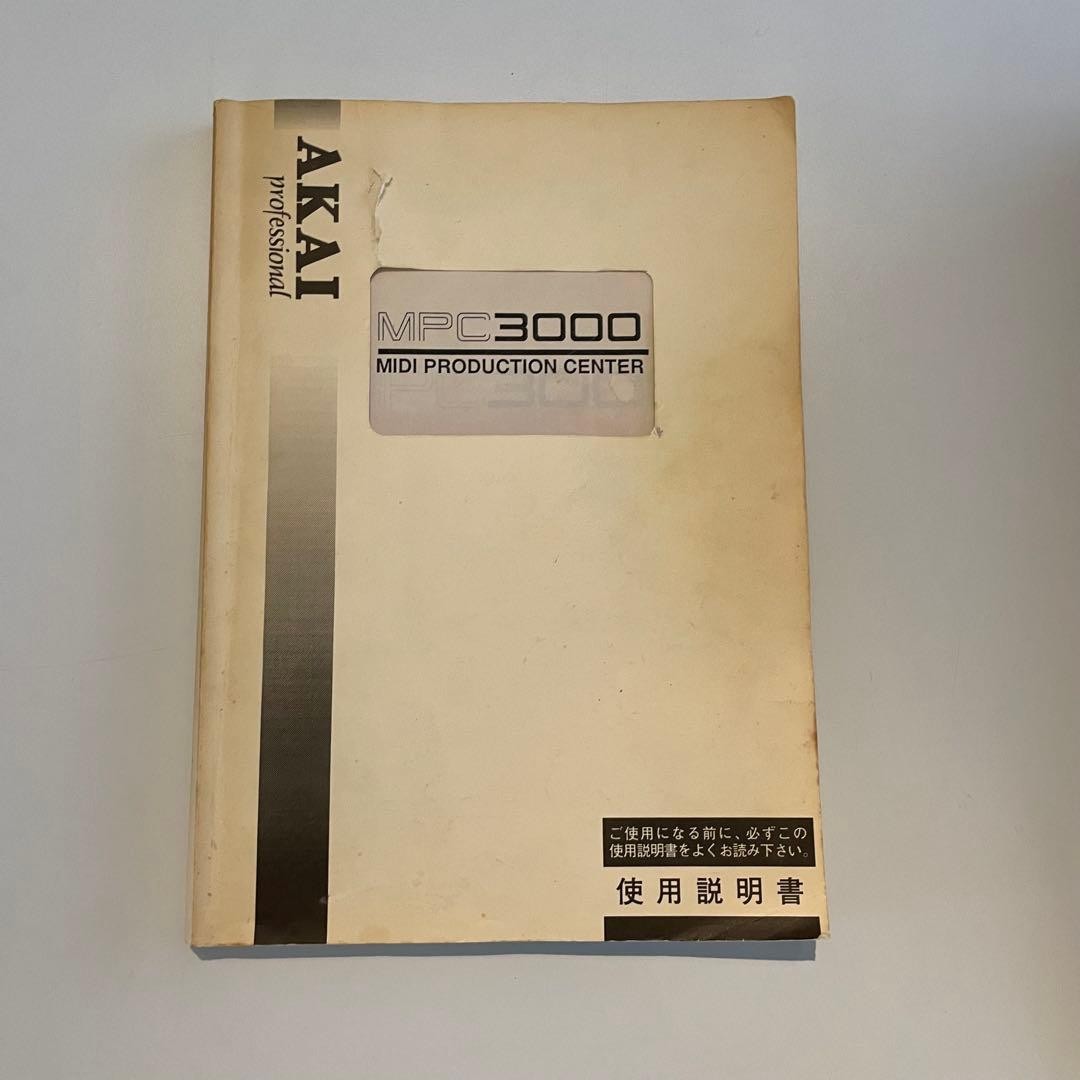 AKAI
professional
MPC3000
MIDI PRODUCTION CENTER
PC300
ご使用になる前に、必ずこの
使用説明書をよくお読み下さい。
使用説明書